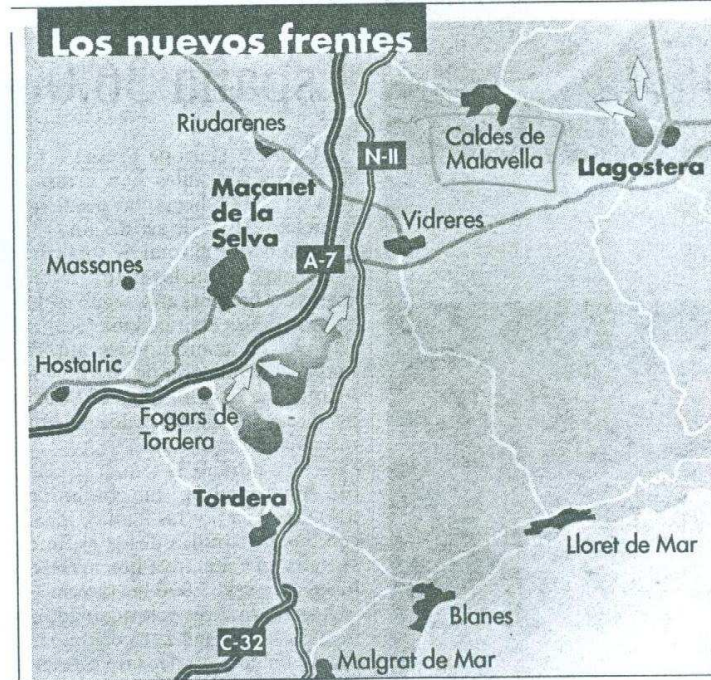 Los nuevos frentes
Riudarenes
Caldes de
Malavella
Llagostera
N-II
Maçanet
de la
Selva
Vidreres
A-7
Massanes
Hostalric
Fogars de
Tordera
Tordera
Lloret de Mar
Blanes
C-32
Malgrat de Mar